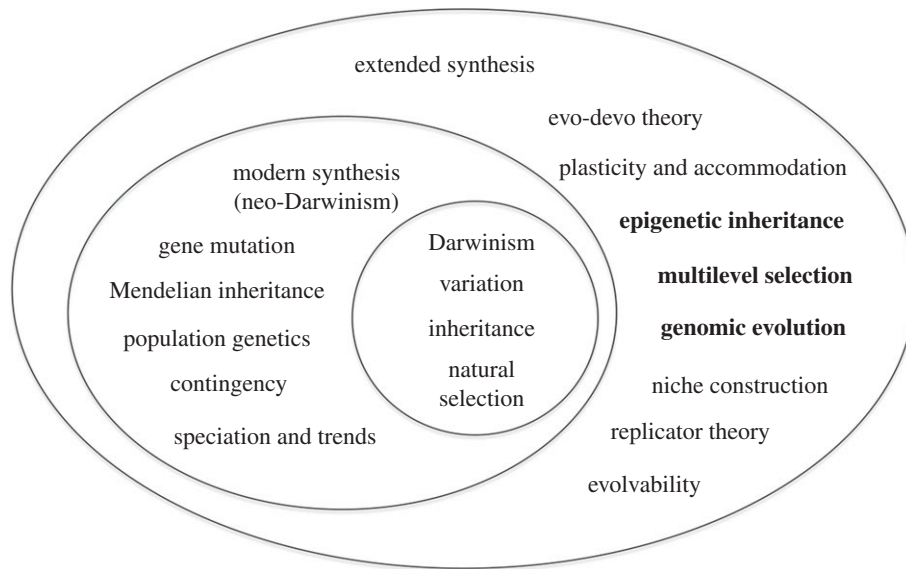 extended synthesis
evo-devo theory
plasticity and accommodation
epigenetic inheritance
multilevel selection
genomic evolution
niche construction
replicator theory
evolvability
modern synthesis
(neo-Darwinism)
gene mutation
Mendelian inheritance
population genetics
contingency
speciation and trends
Darwinism
variation
inheritance
natural
selection